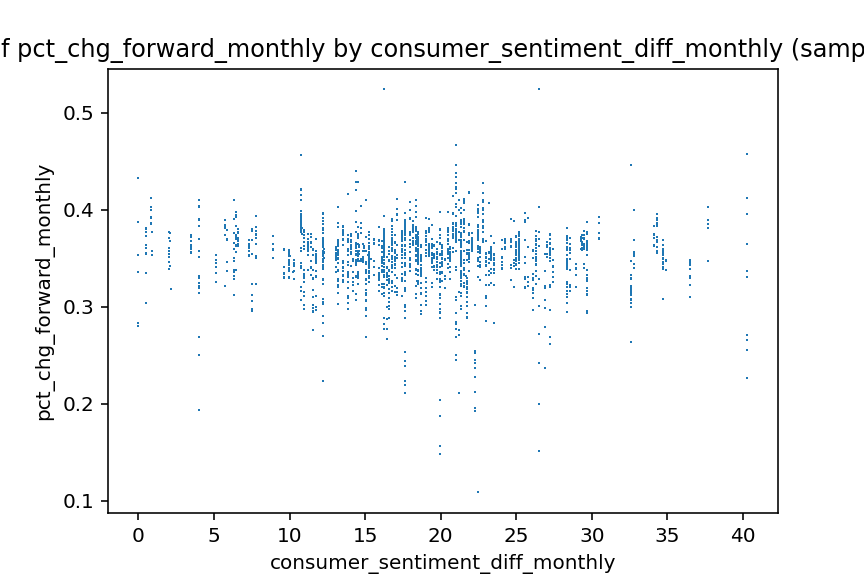 f pct_chg_forward_monthly by consumer_sentiment_diff_monthly (samp
0.5
0.4
0.3
0.2
0.1
pct_chg_forward_monthly
0 5 10 15 20 25 30 35 40
consumer_sentiment_diff_monthly